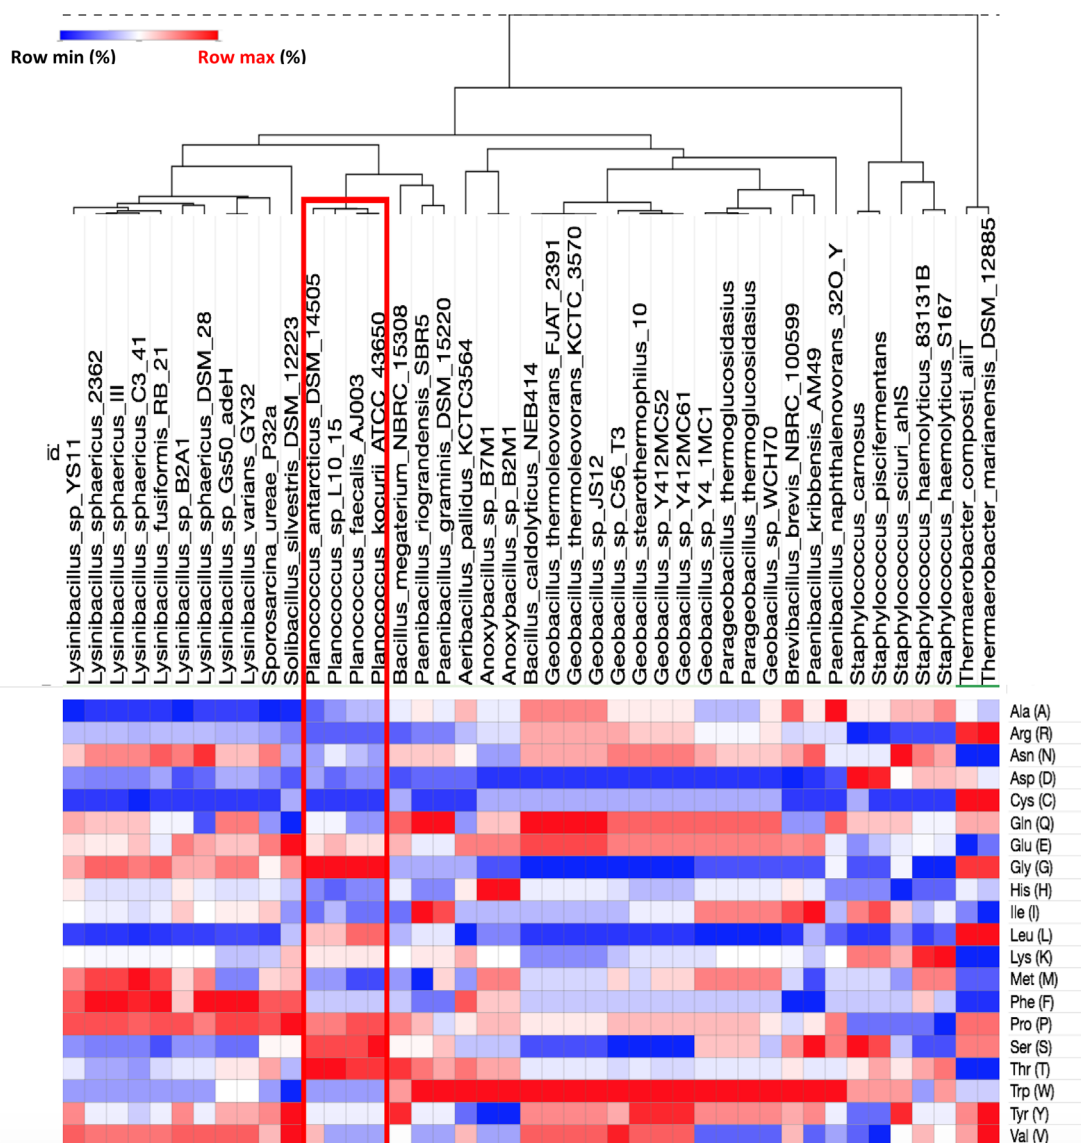 Row min (%)
Row max (%)
id
Lysinibacillus_sp_YS11
Lysinibacillus_sphaericus_2362
Lysinibacillus_sphaericus_III
Lysinibacillus_sphaericus_C3_41
Lysinibacillus_fusiformis_RB_21
Lysinibacillus_sp_B2A1
Lysinibacillus_sphaericus_DSM_28
Lysinibacillus_sp_Gs50_adeH
Lysinibacillus_varians_GY32
Sporosarcina_ureae_P32a
Solibacillus_silvestris_DSM_12223
Planococcus_antarcticus_DSM_14505
Planococcus_sp_L10_15
Planococcus_faecalis_AJ003
Planococcus_kocurii_ATCC_43650
Bacillus_megaterium_NBRC_15308
Paenibacillus_riograndensis_SBR5
Paenibacillus_graminis_DSM_15220
Aeribacillus_pallidus_KCTC3564
Anoxybacillus_sp_B7M1
Anoxybacillus_sp_B2M1
Bacillus_caldolyticus_NEB414
Geobacillus_thermoleovorans_FJAT_2391
Geobacillus_thermoleovorans_KCTC_3570
Geobacillus_sp_JS12
Geobacillus_sp_C56_T3
Geobacillus_stearothermophilus_10
Geobacillus_sp_Y412MC52
Geobacillus_sp_Y412MC61
Geobacillus_sp_Y4_1MC1
Parageobacillus_thermoglucosidasius
Parageobacillus_thermoglucosidasius
Geobacillus_sp_WCH70
Brevibacillus_brevis_NBRC_100599
Paenibacillus_kribbensis_AM49
Paenibacillus_naphthalenovorans_32O_Y
Staphylococcus_carnosus
Staphylococcus_piscifermentans
Staphylococcus_sciuri_ahlS
Staphylococcus_haemolyticus_83131B
Staphylococcus_haemolyticus_S167
Thermaerobacter_composti_aiiT
Thermaerobacter_marianensis_DSM_12885
Ala (A)
Arg (R)
Asn (N)
Asp (D)
Cys (C)
Gln (Q)
Glu (E)
Gly (G)
His (H)
Ile (I)
Leu (L)
Lys (K)
Met (M)
Phe (F)
Pro (P)
Ser (S)
Thr (T)
Trp (W)
Tyr (Y)
Val (V)